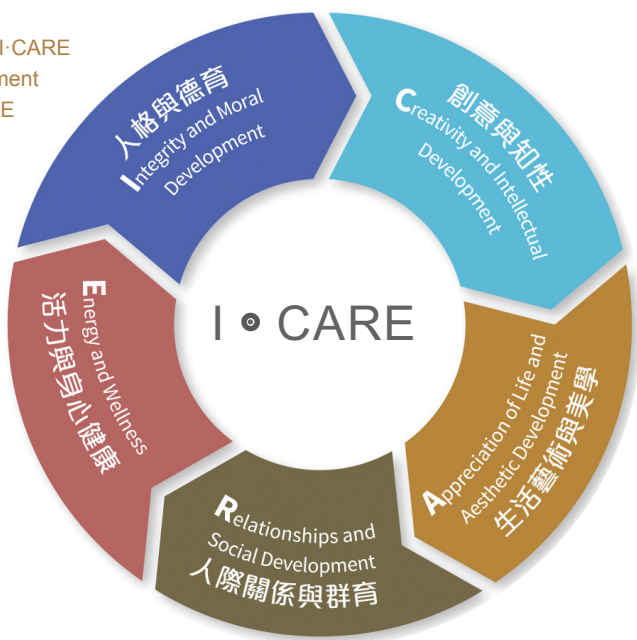 I·CARE
ment
E
人格與德育
Integrity and Moral
Development
創意與知性
Creativity and Intellectual
Development
Appreciation of Life and
Aesthetic Development
生活藝術與美學
Relationships and
Social Development
人際關係與群育
Energy and Wellness
活力與身心健康
I CARE